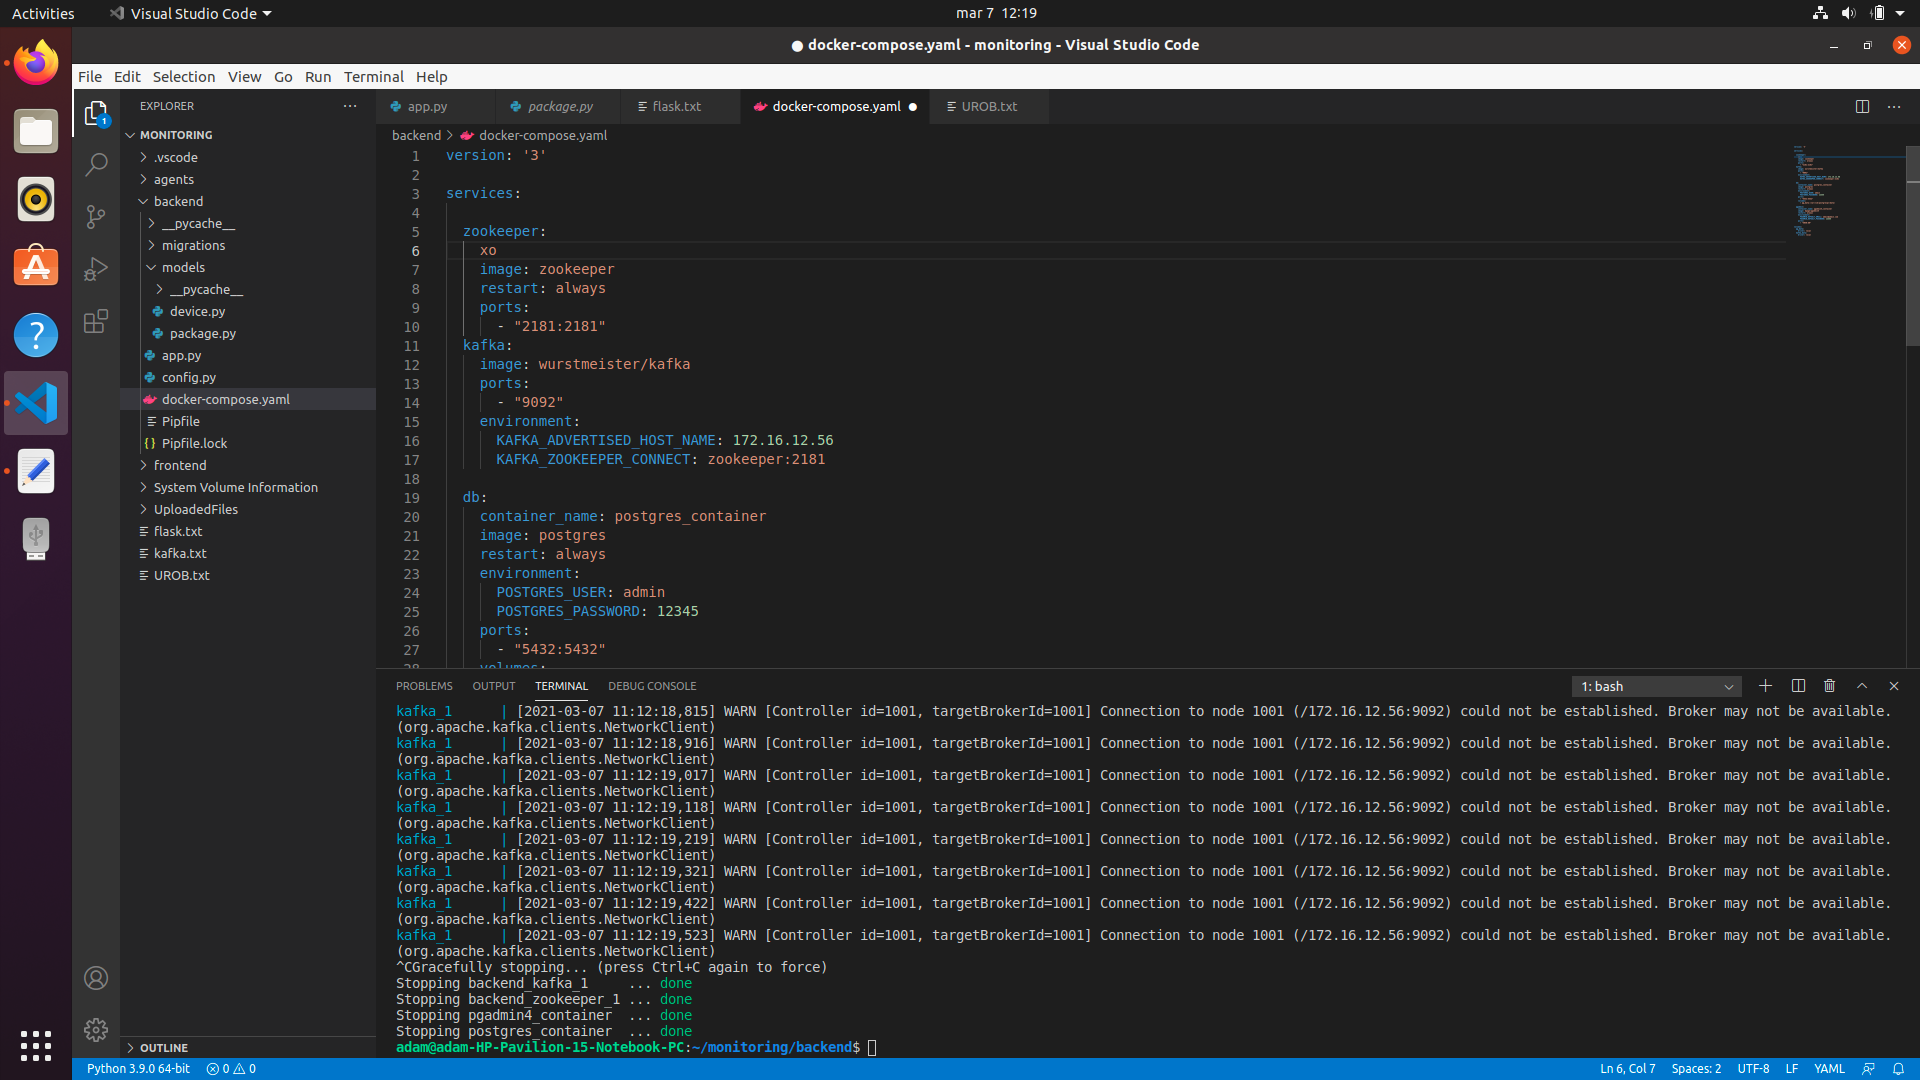 Activities
Visual Studio Code
mar 7 12:19
● docker-compose.yaml - monitoring - Visual Studio Code
File Edit Selection View Go Run Terminal Help
EXPLORER
1
MONITORING
.vscode
agents
backend
__pycache__
migrations
models
__pycache__
device.py
package.py
app.py
config.py
docker-compose.yaml
Pipfile
Pipfile.lock
frontend
System Volume Information
UploadedFiles
flask.txt
kafka.txt
UROB.txt
OUTLINE
app.py package.py flask.txt docker-compose.yaml UROB.txt
backend > docker-compose.yaml
1 version: '3'
2
3 services:
4
5 zookeeper:
6 xo
7 image: zookeeper
8 restart: always
9 ports:
10 - "2181:2181"
11 kafka:
12 image: wurstmeister/kafka
13 ports:
14 - "9092"
15 environment:
16 KAFKA_ADVERTISED_HOST_NAME: 172.16.12.56
17 KAFKA_ZOOKEEPER_CONNECT: zookeeper:2181
18
19 db:
20 container_name: postgres_container
21 image: postgres
22 restart: always
23 environment:
24 POSTGRES_USER: admin
25 POSTGRES_PASSWORD: 12345
26 ports:
27 - "5432:5432"
28 volumes:
PROBLEMS OUTPUT TERMINAL DEBUG CONSOLE
1: bash
kafka_1 | [2021-03-07 11:12:18,815] WARN [Controller id=1001, targetBrokerId=1001] Connection to node 1001 (/172.16.12.56:9092) could not be established. Broker may not be available.
(org.apache.kafka.clients.NetworkClient)
kafka_1 | [2021-03-07 11:12:18,916] WARN [Controller id=1001, targetBrokerId=1001] Connection to node 1001 (/172.16.12.56:9092) could not be established. Broker may not be available.
(org.apache.kafka.clients.NetworkClient)
kafka_1 | [2021-03-07 11:12:19,017] WARN [Controller id=1001, targetBrokerId=1001] Connection to node 1001 (/172.16.12.56:9092) could not be established. Broker may not be available.
(org.apache.kafka.clients.NetworkClient)
kafka_1 | [2021-03-07 11:12:19,118] WARN [Controller id=1001, targetBrokerId=1001] Connection to node 1001 (/172.16.12.56:9092) could not be established. Broker may not be available.
(org.apache.kafka.clients.NetworkClient)
kafka_1 | [2021-03-07 11:12:19,219] WARN [Controller id=1001, targetBrokerId=1001] Connection to node 1001 (/172.16.12.56:9092) could not be established. Broker may not be available.
(org.apache.kafka.clients.NetworkClient)
kafka_1 | [2021-03-07 11:12:19,321] WARN [Controller id=1001, targetBrokerId=1001] Connection to node 1001 (/172.16.12.56:9092) could not be established. Broker may not be available.
(org.apache.kafka.clients.NetworkClient)
kafka_1 | [2021-03-07 11:12:19,422] WARN [Controller id=1001, targetBrokerId=1001] Connection to node 1001 (/172.16.12.56:9092) could not be established. Broker may not be available.
(org.apache.kafka.clients.NetworkClient)
kafka_1 | [2021-03-07 11:12:19,523] WARN [Controller id=1001, targetBrokerId=1001] Connection to node 1001 (/172.16.12.56:9092) could not be established. Broker may not be available.
(org.apache.kafka.clients.NetworkClient)
^CGracefully stopping... (press Ctrl+C again to force)
Stopping backend_kafka_1 ... done
Stopping backend_zookeeper_1 ... done
Stopping pgadmin4_container ... done
Stopping postgres_container ... done
adam@adam-HP-Pavilion-15-Notebook-PC:~/monitoring/backend$
Python 3.9.0 64-bit 0 0 Ln 6, Col 7 Spaces: 2 UTF-8 LF YAML